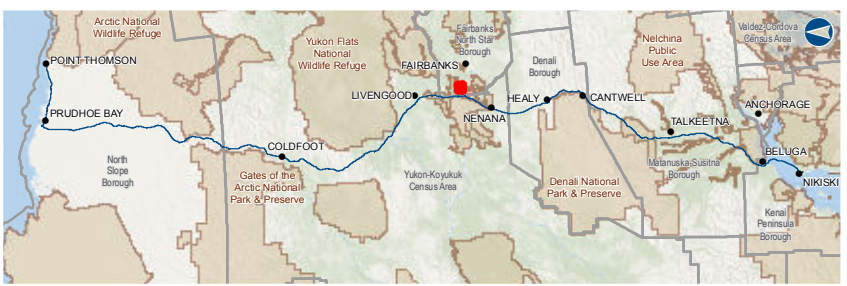 Arctic National
Wildlife Refuge
POINT THOMSON
PRUDHOE BAY
North
Slope
Borough
COLDFOOT
Gates of the
Arctic National
Park & Preserve
Yukon Flats
National
Wildlife Refuge
Fairbanks
North Star
Borough
FAIRBANKS
LIVENGOOD
NENANA
Yukon-Koyukuk
Census Area
Denali
Borough
HEALY
CANTWELL
Denali National
Park & Preserve
Nelchina
Public
Use Area
TALKEETNA
Matanuska-Susitna
Borough
Valdez-Cordova
Census Area
ANCHORAGE
BELUGA
NIKISKI
Kenai
Peninsula
Borough